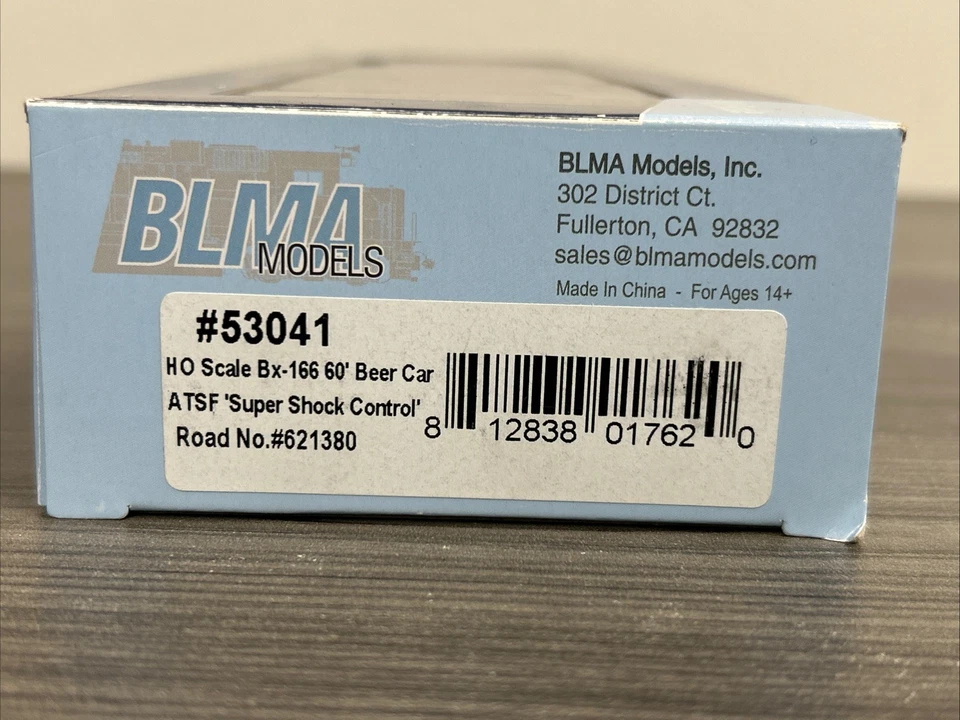 BLMA
MODELS
BLMA Models, Inc.
302 District Ct.
Fullerton, CA 92832
sales@blmamodels.com
Made In China - For Ages 14+
#53041
HO Scale Bx-166 60' Beer Car
ATSF 'Super Shock Control'
Road No.#621380
8 12838 01762 0